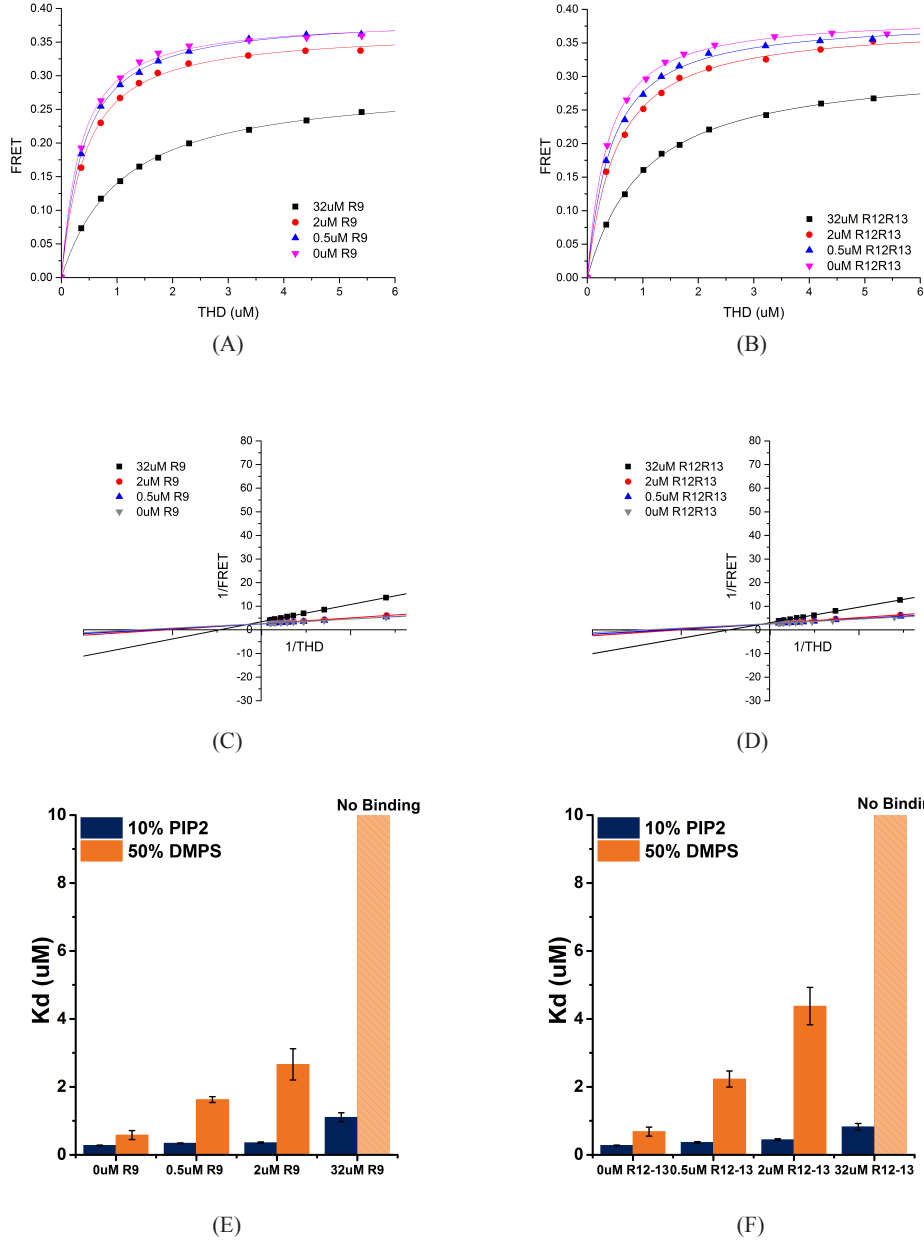 0.40
0.35
0.30
0.25
0.20
0.15
0.10
0.05
0.00
FRET
32uM R9
2uM R9
0.5uM R9
0uM R9
0 1 2 3 4 5 6
THD (uM)
(A)
0.40
0.35
0.30
0.25
0.20
0.15
0.10
0.05
0.00
FRET
32uM R12R13
2uM R12R13
0.5uM R12R13
0uM R12R13
0 1 2 3 4 5 6
THD (uM)
(B)
80
70
60
50
40
30
20
10
0
-10
-20
-30
1/FRET
32uM R9
2uM R9
0.5uM R9
0uM R9
1/THD
(C)
80
70
60
50
40
30
20
10
0
-10
-20
-30
1/FRET
32uM R12R13
2uM R12R13
0.5uM R12R13
0uM R12R13
1/THD
(D)
No Binding
10% PIP2
50% DMPS
10
8
6
4
2
0
Kd (uM)
0uM R9 0.5uM R9 2uM R9 32uM R9
(E)
No Bindin
10% PIP2
50% DMPS
10
8
6
4
2
0
Kd (uM)
0uM R12-13 0.5uM R12-13 2uM R12-13 32uM R12-13
(F)